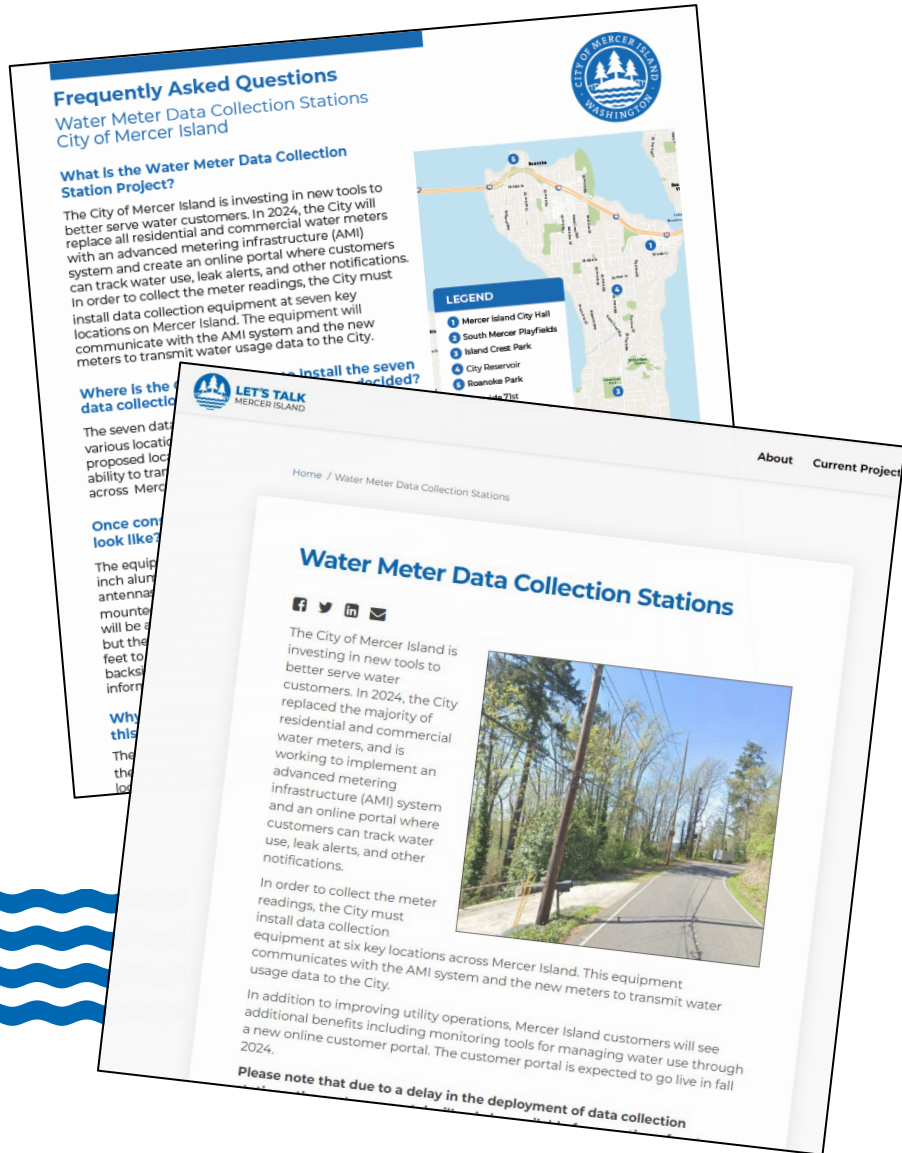 Frequently Asked Questions
Water Meter Data Collection Stations
City of Mercer Island
CITY OF MERCER ISLAND
WASHINGTON
What is the Water Meter Data Collection
Station Project?
The City of Mercer Island is investing in new tools to
better serve water customers. In 2024, the City will
replace all residential and commercial water meters
with an advanced metering infrastructure (AMI)
system and create an online portal where customers
can track water use, leak alerts, and other notifications.
In order to collect the meter readings, the City must
install data collection equipment at seven key
locations on Mercer Island. The equipment will
communicate with the AMI system and the new
meters to transmit water usage data to the City.
5
Roanoke
1
4
3
LEGEND
1 Mercer Island City Hall
2 South Mercer Playfields
3 Island Crest Park
4 City Reservoir
5 Roanoke Park
71st
Where is the install the seven
data collectio decided?
The seven data
various locatio
proposed loca
ability to tran
across Merc
Once cons
look like?
The equip
inch alum
antennas
mounte
will be a
but the
feet to
backsi
inform
Why
this
The
the
loc
LET'S TALK
MERCER ISLAND
About Current Project
Home / Water Meter Data Collection Stations
Water Meter Data Collection Stations
The City of Mercer Island is
investing in new tools to
better serve water
customers. In 2024, the City
replaced the majority of
residential and commercial
water meters, and is
working to implement an
advanced metering
infrastructure (AMI) system
and an online portal where
customers can track water
use, leak alerts, and other
notifications.
In order to collect the meter
readings, the City must
install data collection
equipment at six key locations across Mercer Island. This equipment
communicates with the AMI system and the new meters to transmit water
usage data to the City.
In addition to improving utility operations, Mercer Island customers will see
additional benefits including monitoring tools for managing water use through
a new online customer portal. The customer portal is expected to go live in fall
2024.
Please note that due to a delay in the deployment of data collection